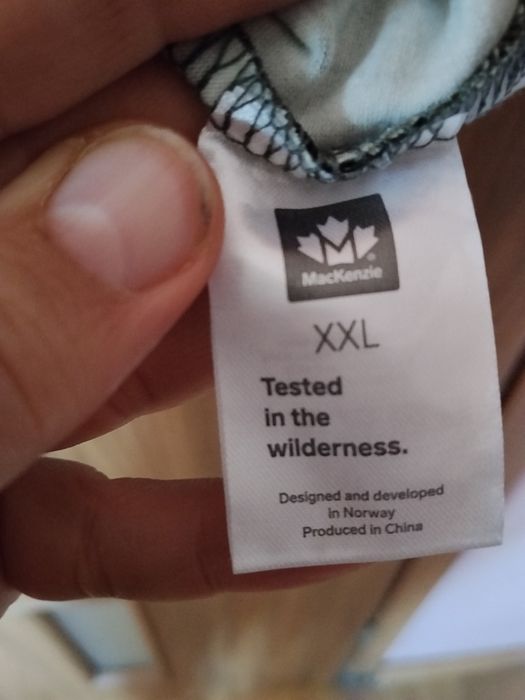 MacKenzie®
XXL
Tested
in the
wilderness.
Designed and developed
in Norway
Produced in China